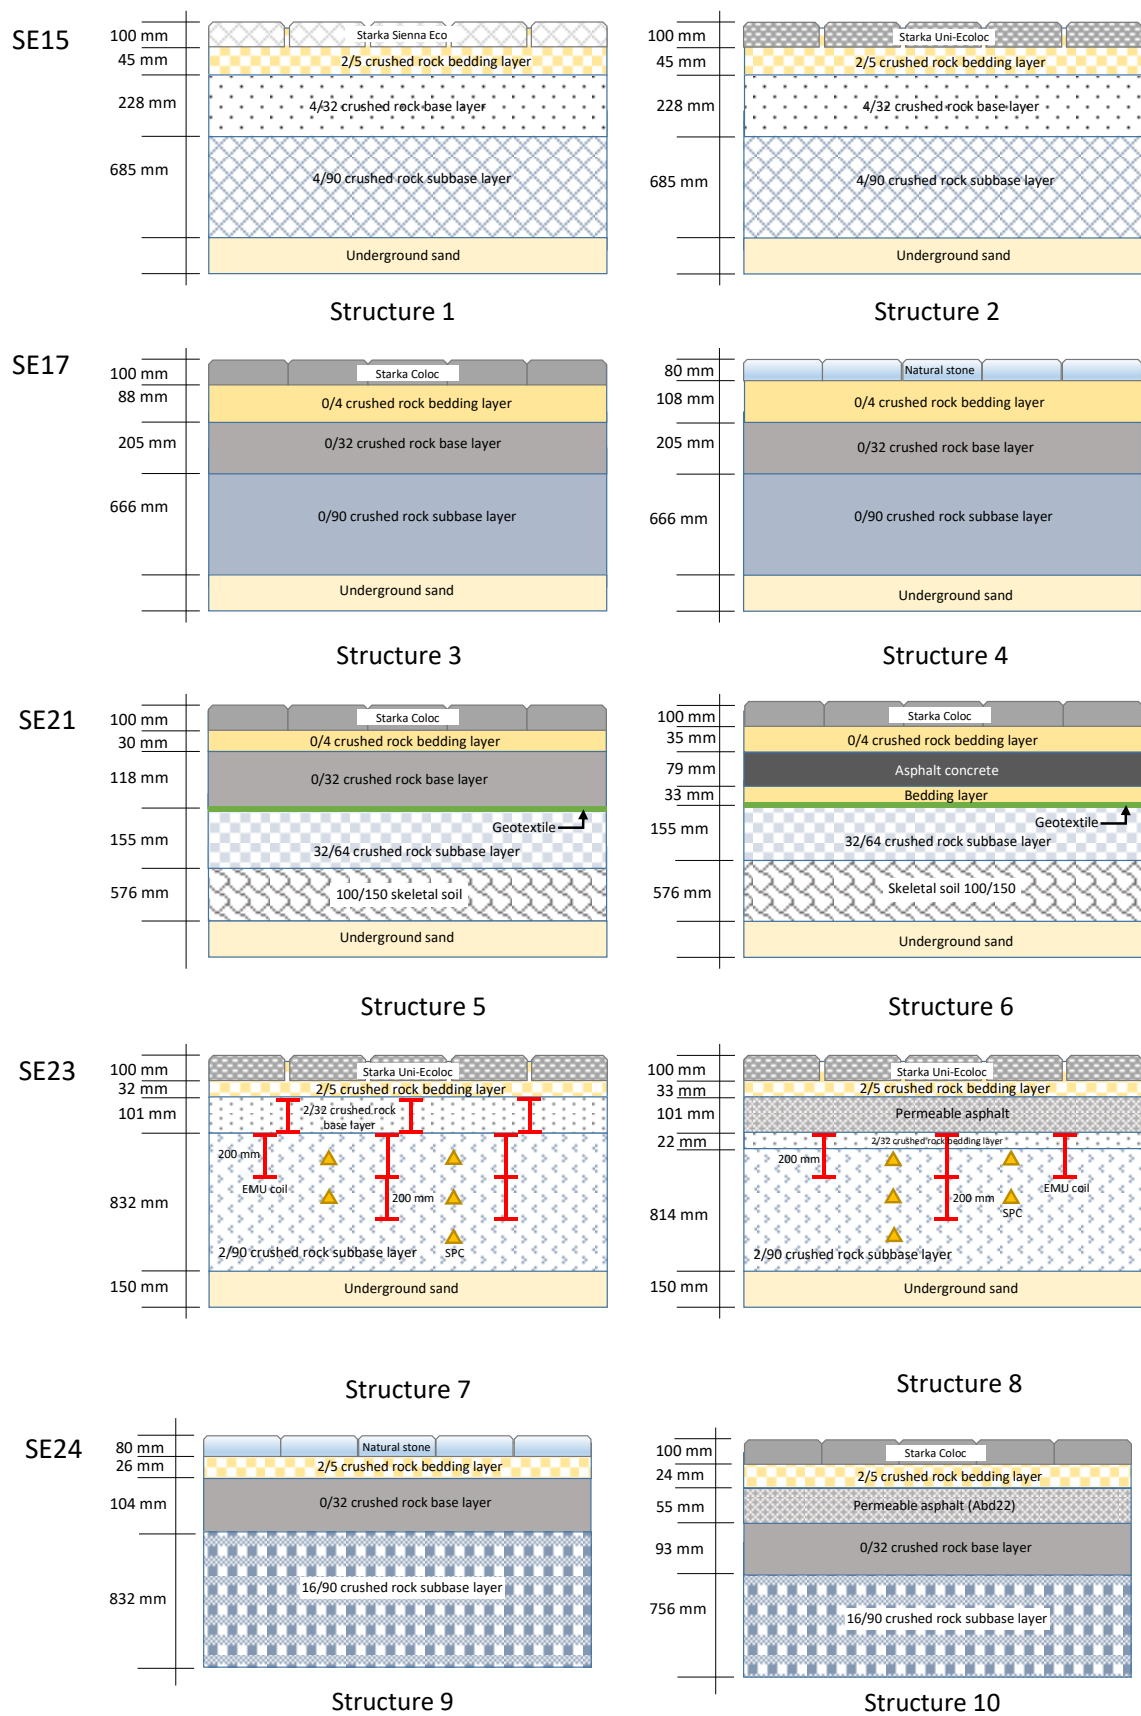 SE15
100 mm
45 mm
228 mm
685 mm
Starka Sienna Eco
2/5 crushed rock bedding layer
4/32 crushed rock base layer
4/90 crushed rock subbase layer
Underground sand
Structure 1
100 mm
45 mm
228 mm
685 mm
Starka Uni-Ecoloc
2/5 crushed rock bedding layer
4/32 crushed rock base layer
4/90 crushed rock subbase layer
Underground sand
Structure 2
SE17
100 mm
88 mm
205 mm
666 mm
Starka Coloc
0/4 crushed rock bedding layer
0/32 crushed rock base layer
0/90 crushed rock subbase layer
Underground sand
Structure 3
80 mm
108 mm
205 mm
666 mm
Natural stone
0/4 crushed rock bedding layer
0/32 crushed rock base layer
0/90 crushed rock subbase layer
Underground sand
Structure 4
SE21
100 mm
30 mm
118 mm
155 mm
576 mm
Starka Coloc
0/4 crushed rock bedding layer
0/32 crushed rock base layer
Geotextile
32/64 crushed rock subbase layer
100/150 skeletal soil
Underground sand
Structure 5
100 mm
35 mm
79 mm
33 mm
155 mm
576 mm
Starka Coloc
0/4 crushed rock bedding layer
Asphalt concrete
Bedding layer
Geotextile
32/64 crushed rock subbase layer
Skeletal soil 100/150
Underground sand
Structure 6
SE23
100 mm
32 mm
101 mm
832 mm
150 mm
Starka Uni-Ecoloc
2/5 crushed rock bedding layer
2/32 crushed rock
base layer
200 mm
EMU coil
200 mm
2/90 crushed rock subbase layer
SPC
Underground sand
Structure 7
100 mm
33 mm
101 mm
22 mm
814 mm
150 mm
Starka Uni-Ecoloc
2/5 crushed rock bedding layer
Permeable asphalt
2/32 crushed rock bedding layer
200 mm
EMU coil
200 mm
SPC
2/90 crushed rock subbase layer
Underground sand
Structure 8
SE24
80 mm
26 mm
104 mm
832 mm
Natural stone
2/5 crushed rock bedding layer
0/32 crushed rock base layer
16/90 crushed rock subbase layer
Structure 9
100 mm
24 mm
55 mm
93 mm
756 mm
Starka Coloc
2/5 crushed rock bedding layer
Permeable asphalt (Abd22)
0/32 crushed rock base layer
16/90 crushed rock subbase layer
Structure 10